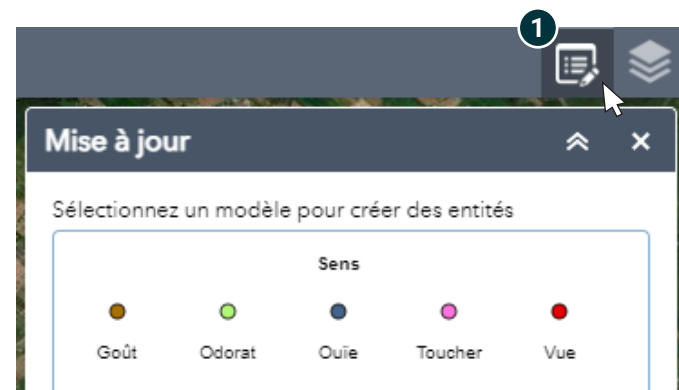 1
Mise à jour
Sélectionnez un modèle pour créer des entités
Sens
Goût Odorat Ouïe Toucher Vue